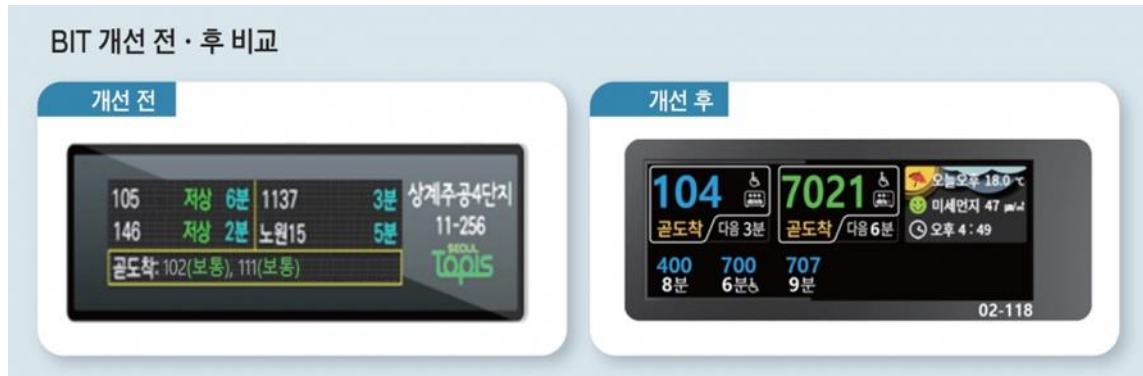 BIT 개선 전 · 후 비교
개선 전
105 저상 6분 1137 3분
146 저상 2분 노원15 5분
곧도착: 102(보통), 111(보통)
상계주공4단지
11-256
SEOUL
Topis
개선 후
104
곧도착 / 다음 3분
7021
곧도착 / 다음 6분
오늘오후 18.0 ℃
미세먼지 47
오후 4:49
400 700 707
8분 6분 9분
02-118